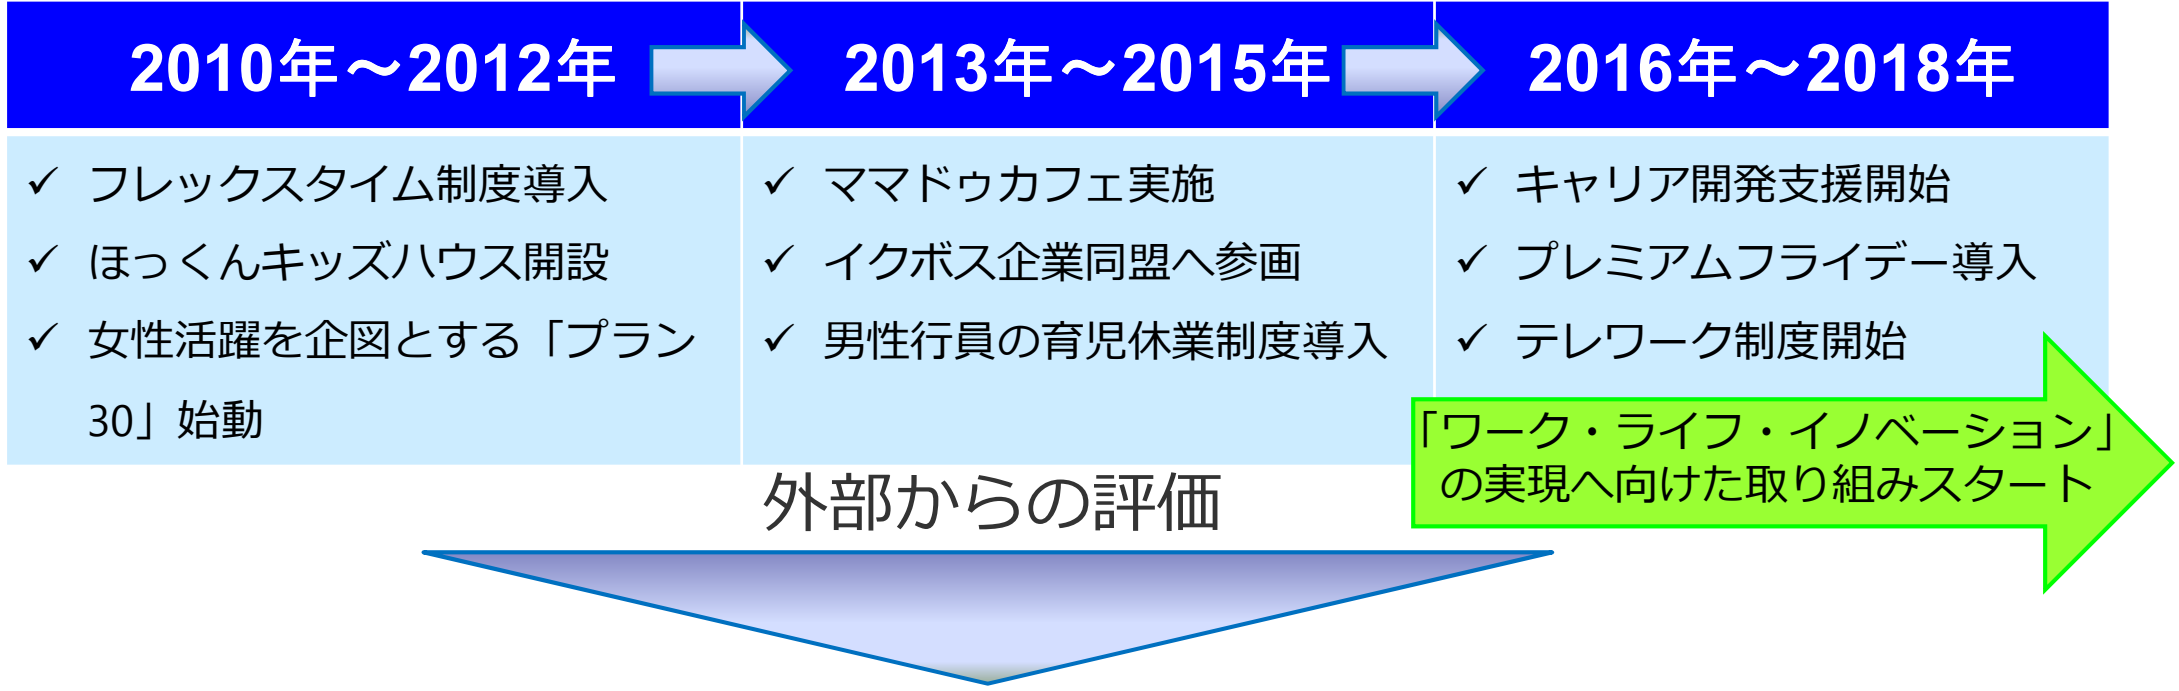 2010年～2012年
2013年～2015年
2016年～2018年
✓ フレックスタイム制度導入
✓ ほっくんキッズハウス開設
✓ 女性活躍を企図とする「プラン
30」始動
✓ ママドゥカフェ実施
✓ イクボス企業同盟へ参画
✓ 男性行員の育児休業制度導入
✓ キャリア開発支援開始
✓ プレミアムフライデー導入
✓ テレワーク制度開始
「ワーク・ライフ・イノベーション」
の実現へ向けた取り組みスタート
外部からの評価